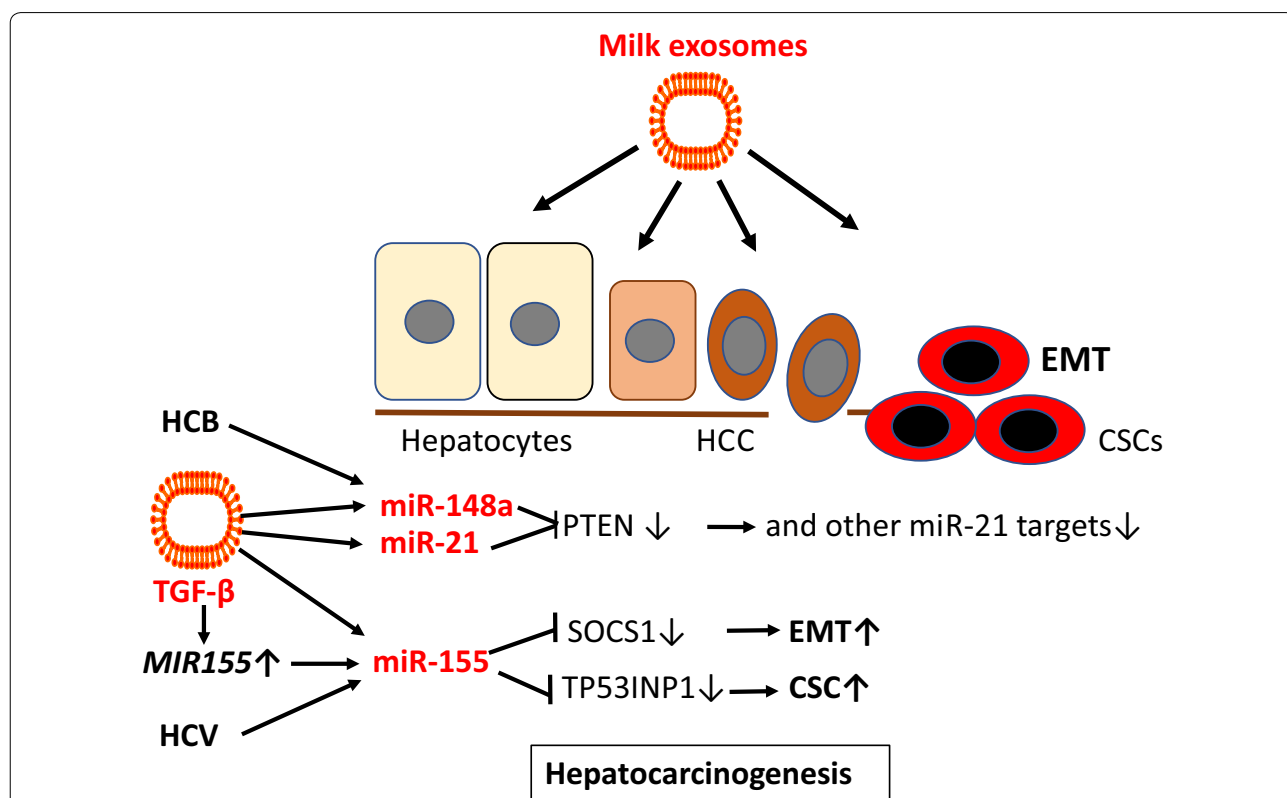 Milk exosomes
EMT
Hepatocytes
HCC
CSCs
HCB
miR-148a
miR-21
PTEN ↓
and other miR-21 targets↓
TGF-β
MIR155↑
miR-155
SOCS1↓
EMT↑
TP53INP1↓
CSC↑
HCV
Hepatocarcinogenesis